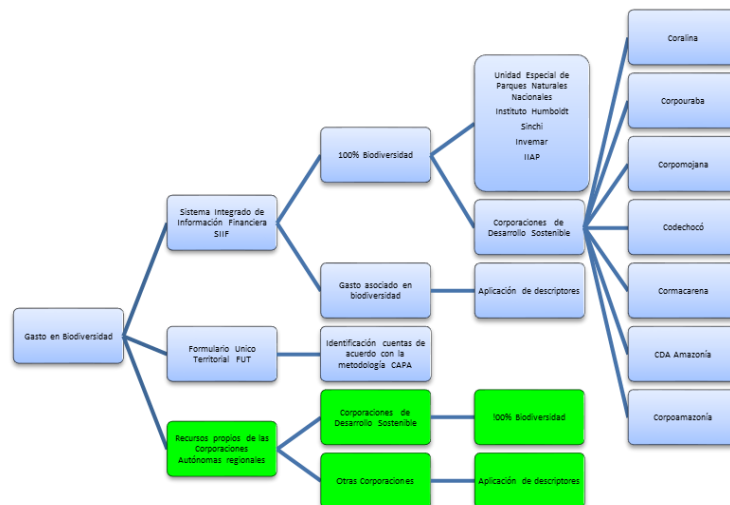 Gasto en Biodiversidad
Sistema Integrado de
Información Financiera
SIIF
100% Biodiversidad
Unidad Especial de
Parques Naturales
Nacionales
Instituto Humboldt
Sinchi
Invemar
IIAP
Corporaciones de
Desarrollo Sostenible
Coralina
Corpouraba
Corpomojana
Codechocó
Cormacarena
CDA Amazonía
Corpoamazonía
Gasto asociado en
biodiversidad
Aplicación de descriptores
Formulario Unico
Territorial FUT
Identificación cuentas de
acuerdo con la
metodología CAPA
Recursos propios de las
Corporaciones
Autónomas regionales
Corporaciones de
Desarrollo Sostenible
!00% Biodiversidad
Otras Corporaciones
Aplicación de descriptores